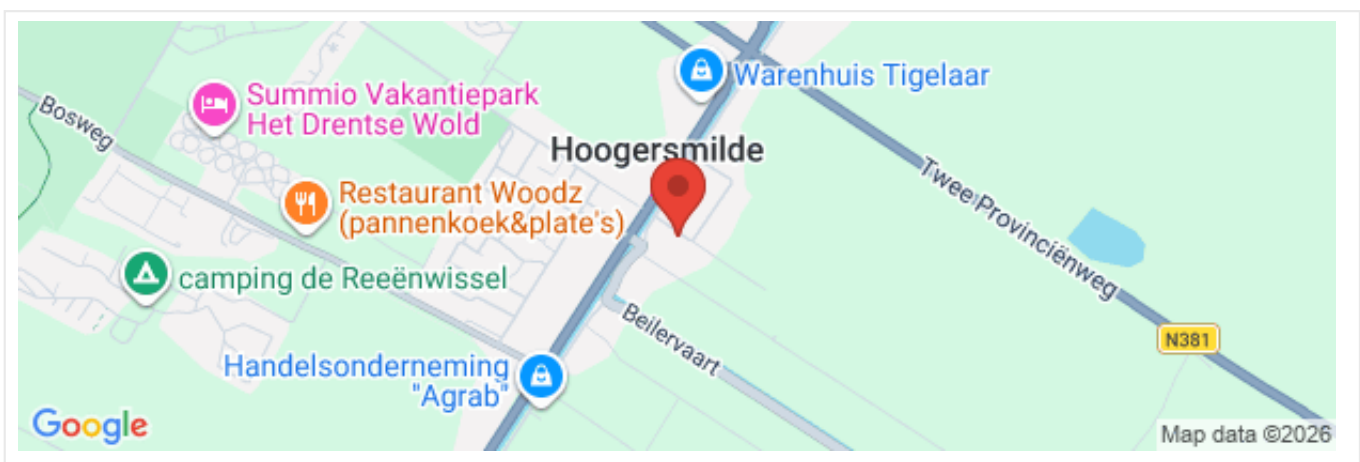 Warenhuis Tigelaar
Summio Vakantiepark
Het Drentse Wold
Bosweg
Hoogersmilde
Restaurant Woodz
(pannenkoek&plate's)
Twee Provinciënweg
camping de Reeënwissel
Beilervaart
N381
Handelsonderneming
"Agrab"
Google
Map data ©2026